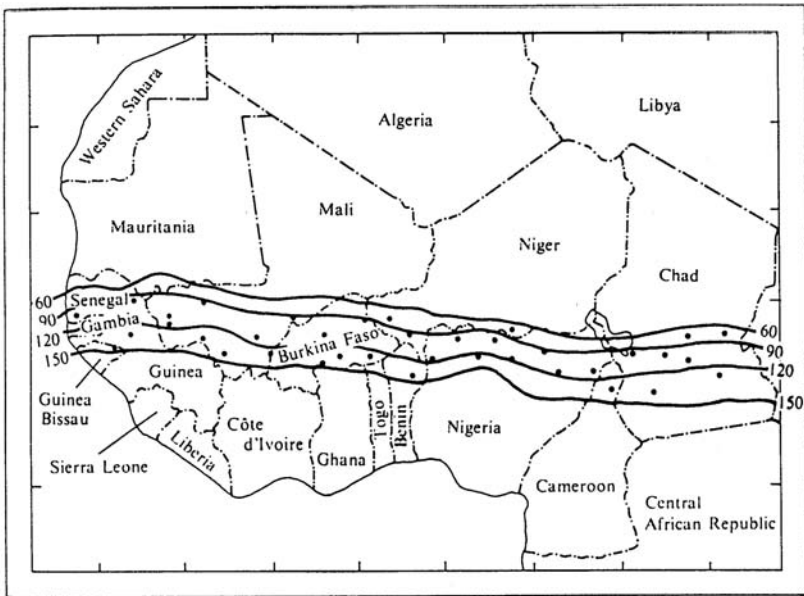 Western Sahara
Algeria
Libya
Mauritania
Mali
Niger
Chad
60
90
120
150
Senegal
Gambia
Burkina Faso
60
90
120
150
Guinea
Guinea
Bissau
Sierra Leone
Liberia
Côte
d'Ivoire
Ghana
Togo
Benin
Nigeria
Cameroon
Central
African Republic